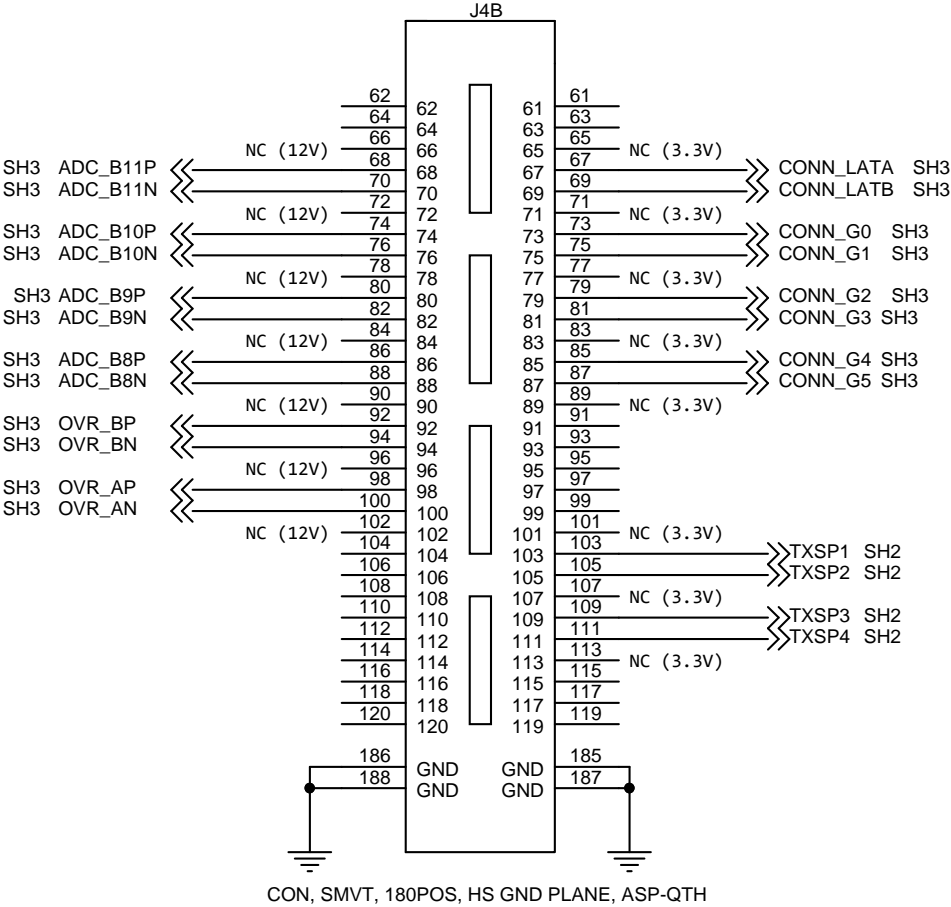 J4B
62 62 61 61
64 64 63 63
NC (12V) 66 66 65 65 NC (3.3V)
SH3 ADC_B11P 68 68 67 67 CONN_LATA SH3
SH3 ADC_B11N 70 70 69 69 CONN_LATB SH3
NC (12V) 72 72 71 71 NC (3.3V)
SH3 ADC_B10P 74 74 73 73 CONN_G0 SH3
SH3 ADC_B10N 76 76 75 75 CONN_G1 SH3
NC (12V) 78 78 77 77 NC (3.3V)
SH3 ADC_B9P 80 80 79 79 CONN_G2 SH3
SH3 ADC_B9N 82 82 81 81 CONN_G3 SH3
NC (12V) 84 84 83 83 NC (3.3V)
SH3 ADC_B8P 86 86 85 85 CONN_G4 SH3
SH3 ADC_B8N 88 88 87 87 CONN_G5 SH3
NC (12V) 90 90 89 89 NC (3.3V)
SH3 OVR_BP 92 92 91 91
SH3 OVR_BN 94 94 93 93
NC (12V) 96 96 95 95
SH3 OVR_AP 98 98 97 97
SH3 OVR_AN 100 100 99 99
NC (12V) 102 102 101 101 NC (3.3V)
104 104 103 103 TXSP1 SH2
106 106 105 105 TXSP2 SH2
108 108 107 107 NC (3.3V)
110 110 109 109 TXSP3 SH2
112 112 111 111 TXSP4 SH2
114 114 113 113 NC (3.3V)
116 116 115 115
118 118 117 117
120 120 119 119
186 GND GND 185
188 GND GND 187
CON, SMVT, 180POS, HS GND PLANE, ASP-QTH